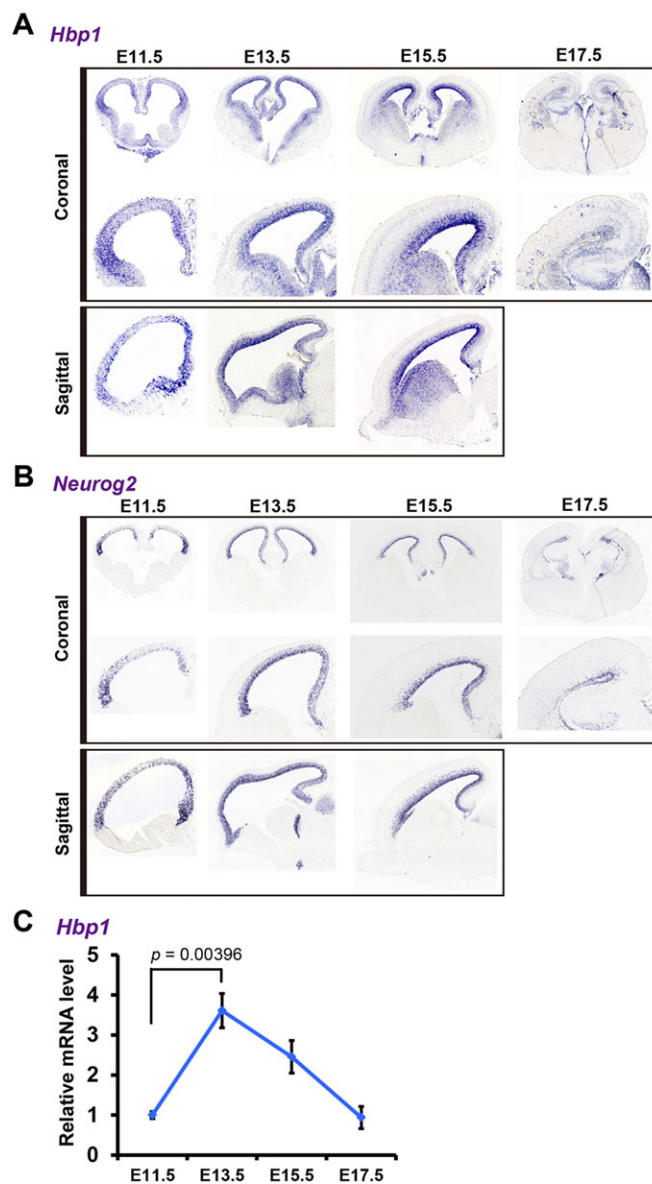 A Hbp1
E11.5 E13.5 E15.5 E17.5
Coronal
Sagittal
B Neurog2
E11.5 E13.5 E15.5 E17.5
Coronal
Sagittal
C Hbp1
p = 0.00396
Relative mRNA level
5
4
3
2
1
0
E11.5 E13.5 E15.5 E17.5